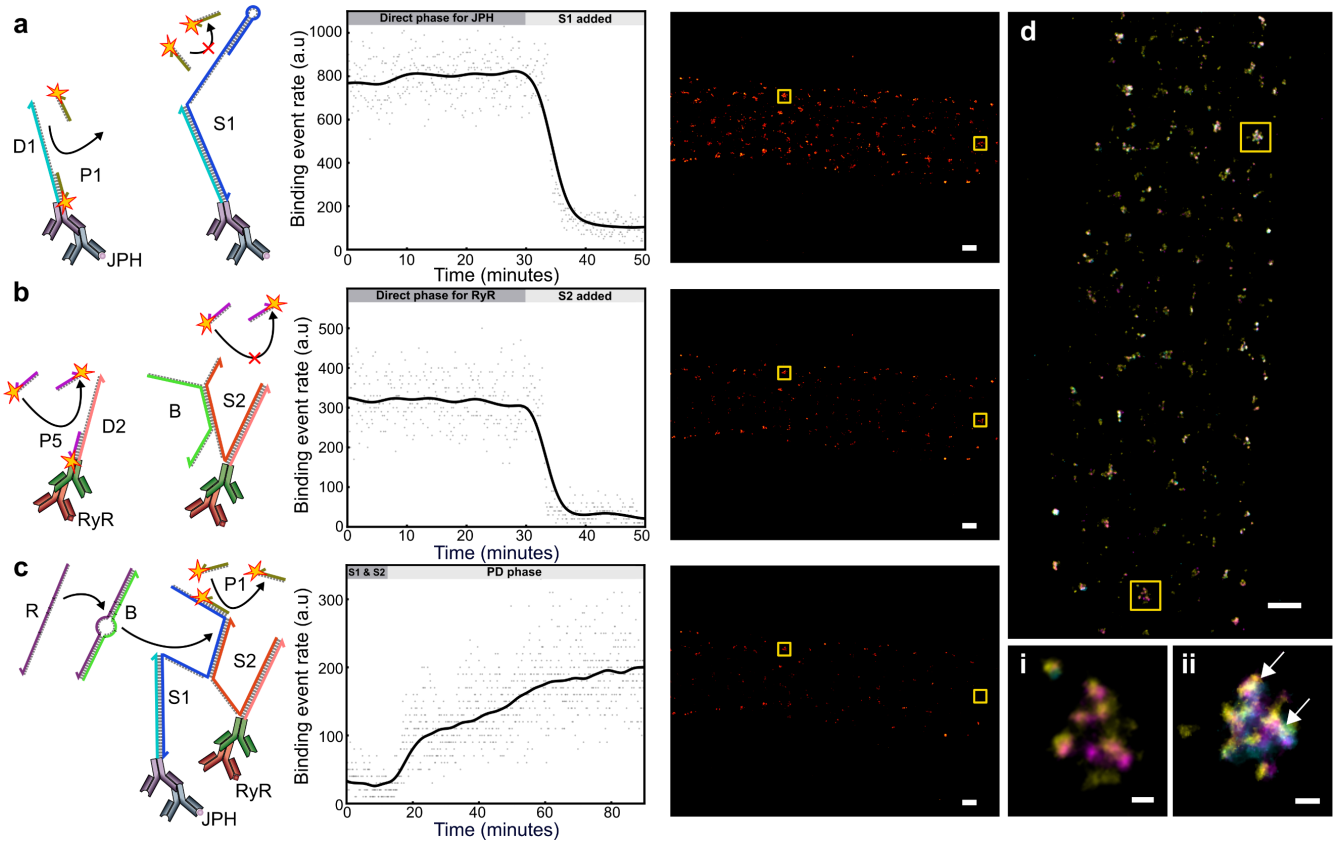 a
D1
P1
S1
JPH
Direct phase for JPH
S1 added
Binding event rate (a.u)
1000
800
600
400
200
0
0
10
20
30
40
50
Time (minutes)
b
P5
D2
B
S2
RyR
Direct phase for RyR
S2 added
Binding event rate (a.u)
500
400
300
200
100
0
0
10
20
30
40
50
Time (minutes)
c
R
B
P1
S1
S2
RyR
JPH
S1 & S2
PD phase
Binding event rate (a.u)
300
200
100
0
0
20
40
60
80
Time (minutes)
d
i
ii